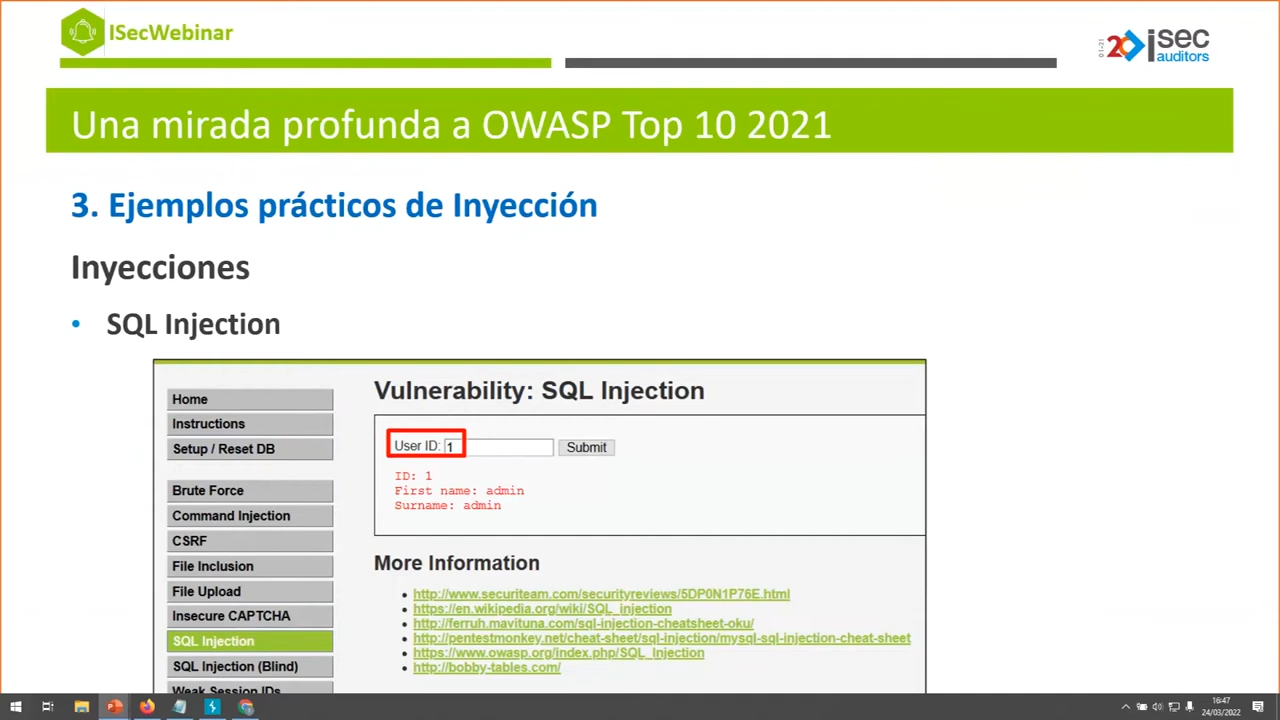 ISecWebinar
01-21
20 isec
auditors
Una mirada profunda a OWASP Top 10 2021
3. Ejemplos prácticos de Inyección
Inyecciones
• SQL Injection
Home
Instructions
Setup / Reset DB
Brute Force
Command Injection
CSRF
File Inclusion
File Upload
Insecure CAPTCHA
SQL Injection
SQL Injection (Blind)
Weak Session IDs
Vulnerability: SQL Injection
User ID: 1 Submit
ID: 1
First name: admin
Surname: admin
More Information
• http://www.securiteam.com/securityreviews/5DP0N1P76E.html
• https://en.wikipedia.org/wiki/SQL_injection
• http://ferruh.mavituna.com/sql-injection-cheatsheet-oku/
• http://pentestmonkey.net/cheat-sheet/sql-injection/mysql-sql-injection-cheat-sheet
• https://www.owasp.org/index.php/SQL_Injection
• http://bobby-tables.com/
16:47
24/03/2022